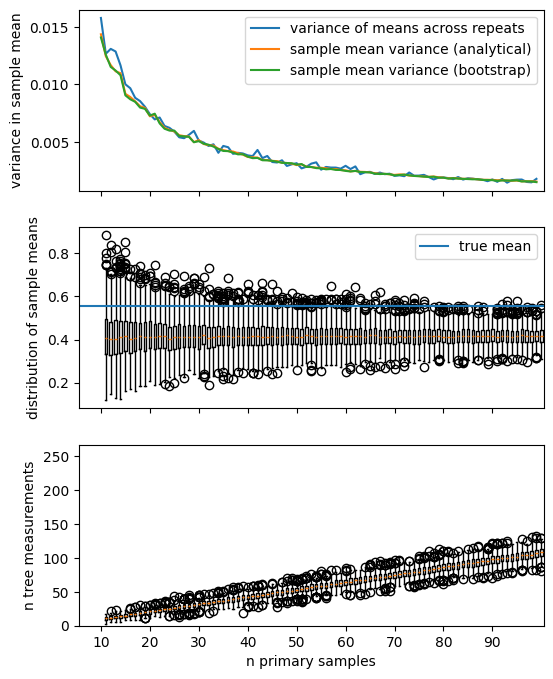 variance in sample mean
0.015
0.010
0.005
variance of means across repeats
sample mean variance (analytical)
sample mean variance (bootstrap)
distribution of sample means
0.8
0.6
0.4
0.2
true mean
n tree measurements
250
200
150
100
50
0
10 20 30 40 50 60 70 80 90
n primary samples